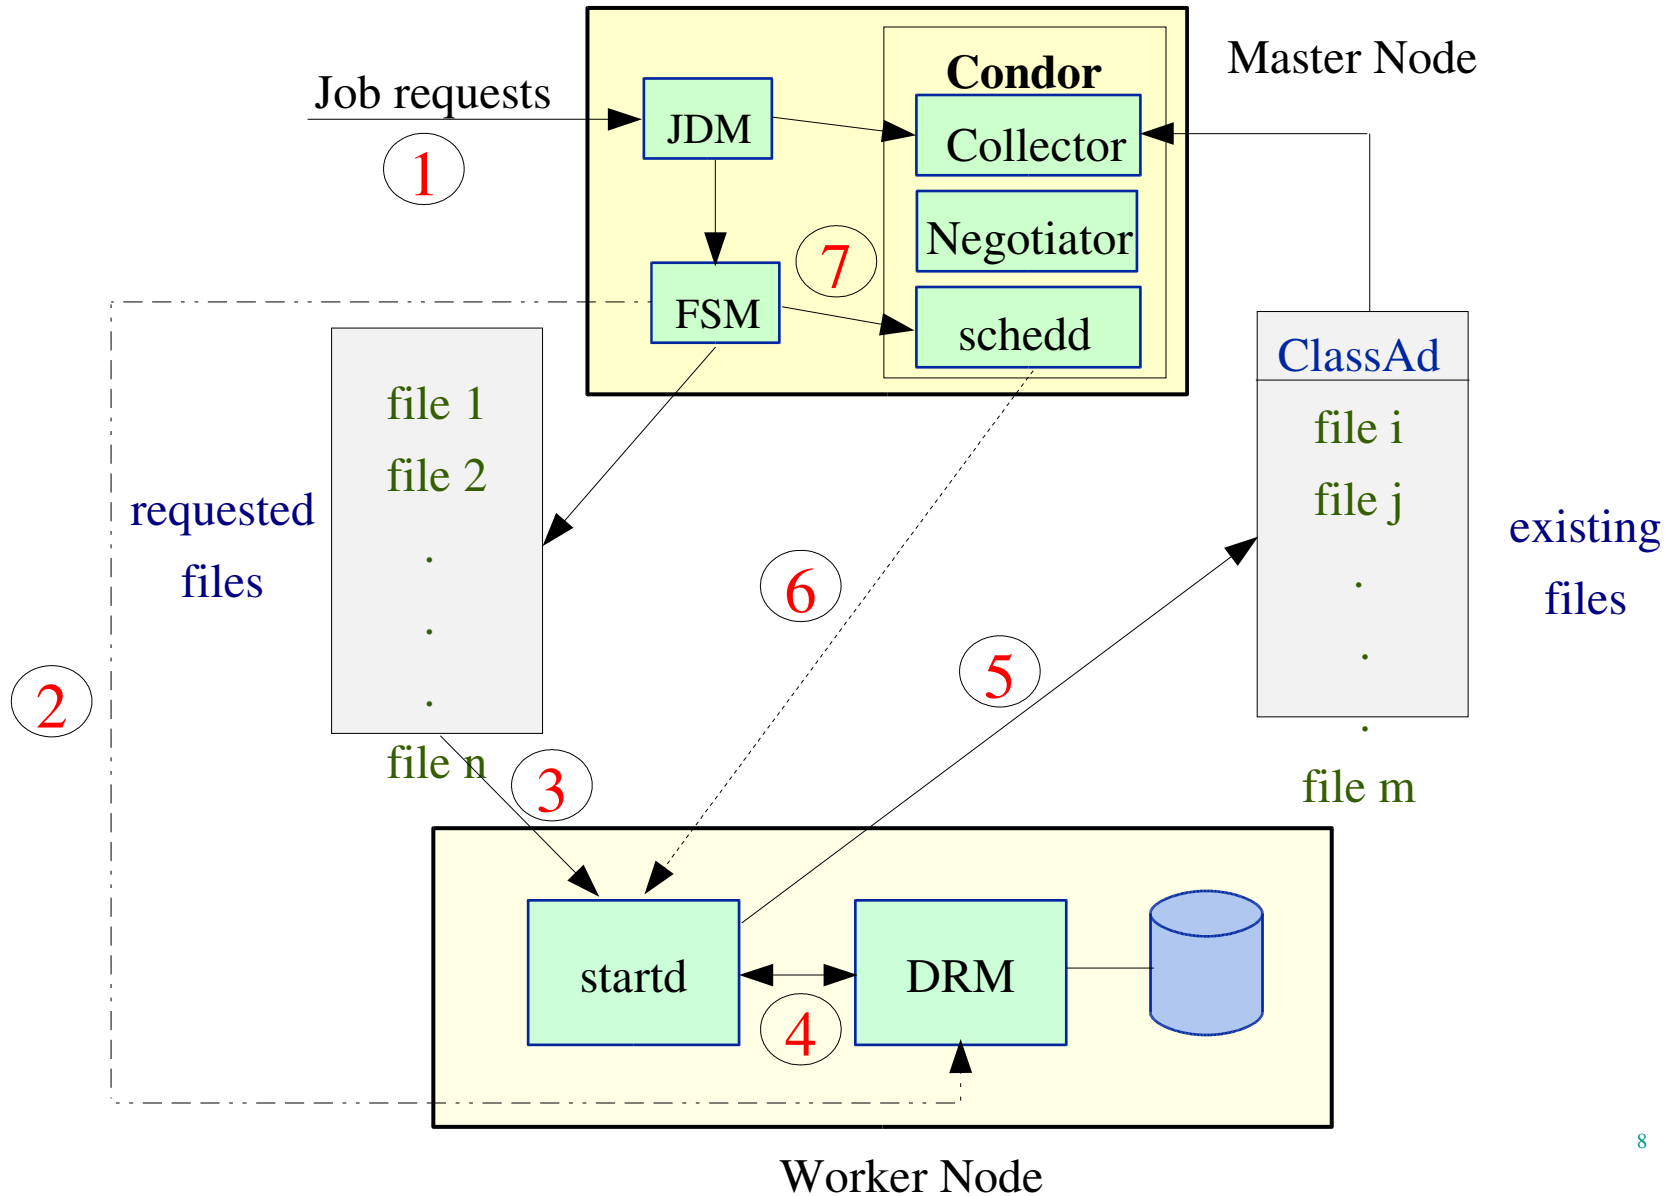 Master Node
Condor
Job requests
JDM
Collector
1
Negotiator
7
FSM
schedd
ClassAd
file 1
file 2
.
.
.
file n
requested
files
file i
file j
.
.
.
file m
existing
files
6
5
2
3
startd
DRM
4
Worker Node
8